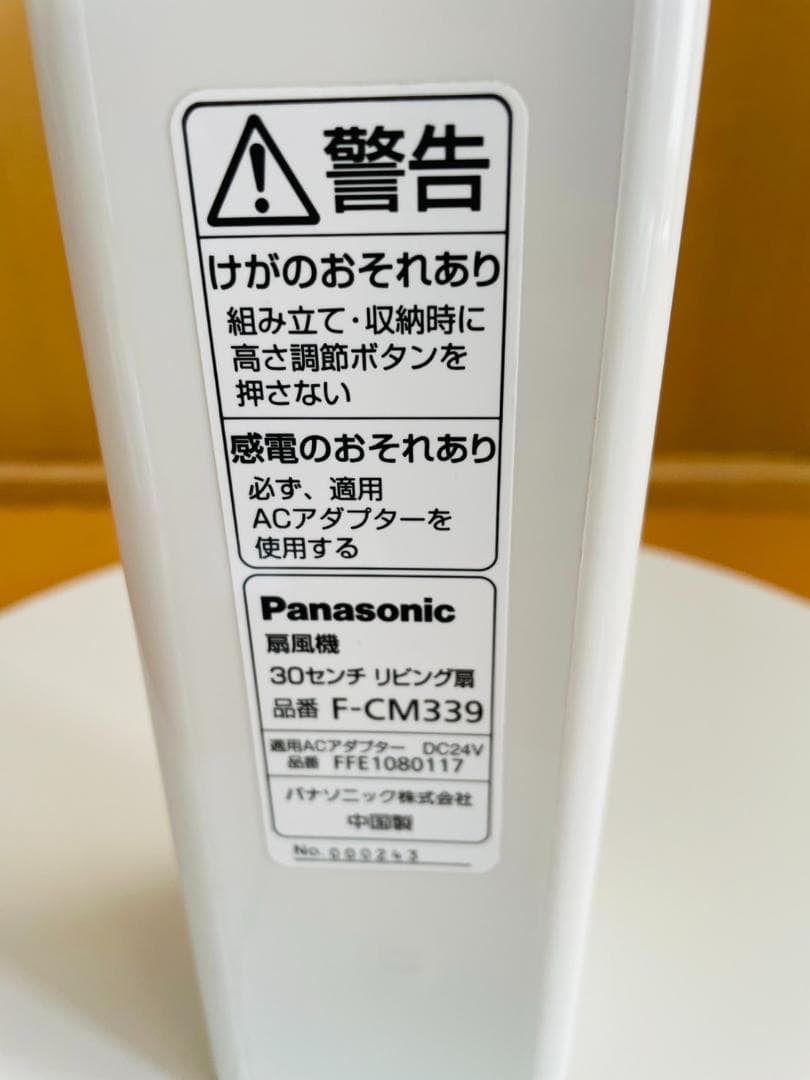 警告
けがのおそれあり
組み立て・収納時に
高さ調節ボタンを
押さない
感電のおそれあり
必ず、適用
ACアダプターを
使用する
Panasonic
扇風機
30センチ リビング扇
品番 F-CM339
適用ACアダプター DC24V
品番 FFE1080117
パナソニック株式会社
中国製
No. 000243